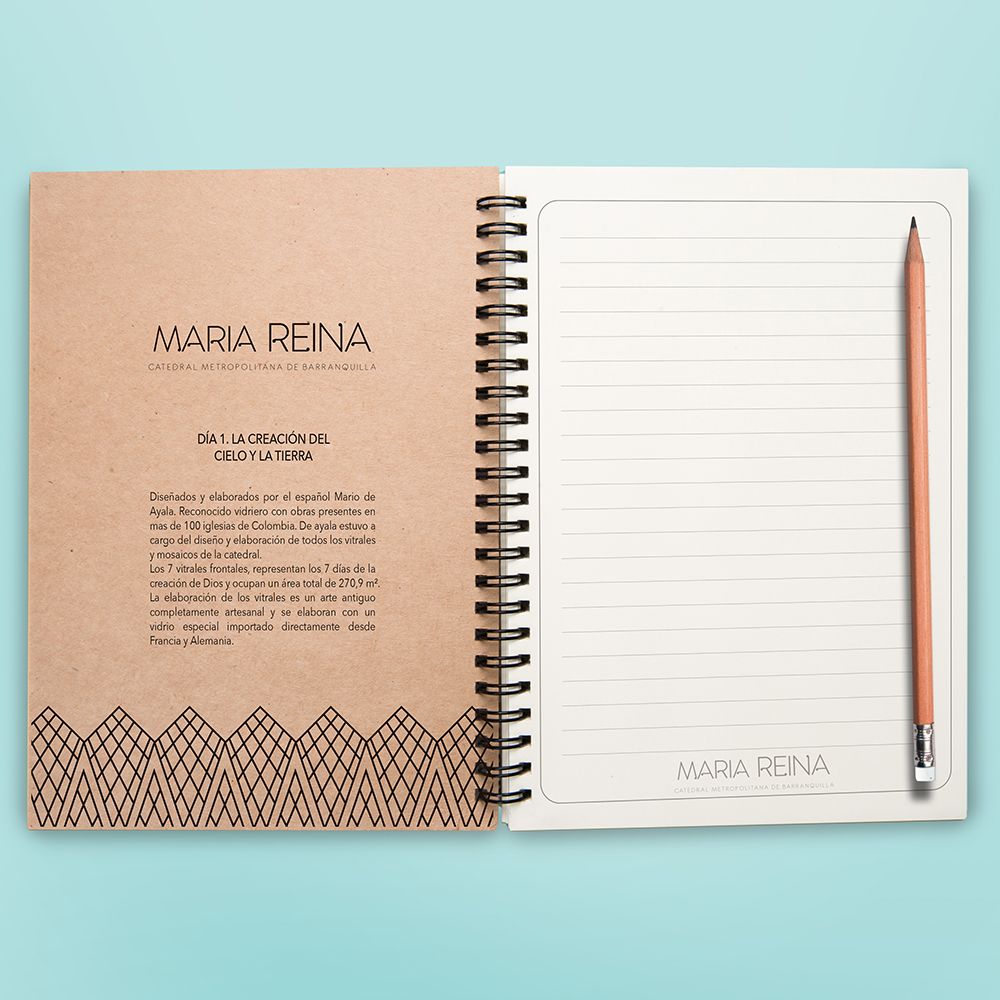 MARIA REINA
CATEDRAL METROPOLITANA DE BARRANQUILLA
DÍA 1. LA CREACIÓN DEL
CIELO Y LA TIERRA
Diseñados y elaborados por el español Mario de
Ayala. Reconocido vidriero con obras presentes en
mas de 100 iglesias de Colombia. De ayala estuvo a
cargo del diseño y elaboración de todos los vitrales
y mosaicos de la catedral.
Los 7 vitrales frontales, representan los 7 días de la
creación de Dios y ocupan un área total de 270,9 m².
La elaboración de los vitrales es un arte antiguo
completamente artesanal y se elaboran con un
vidrio especial importado directamente desde
Francia y Alemania.
MARIA REINA
CATEDRAL METROPOLITANA DE BARRANQUILLA